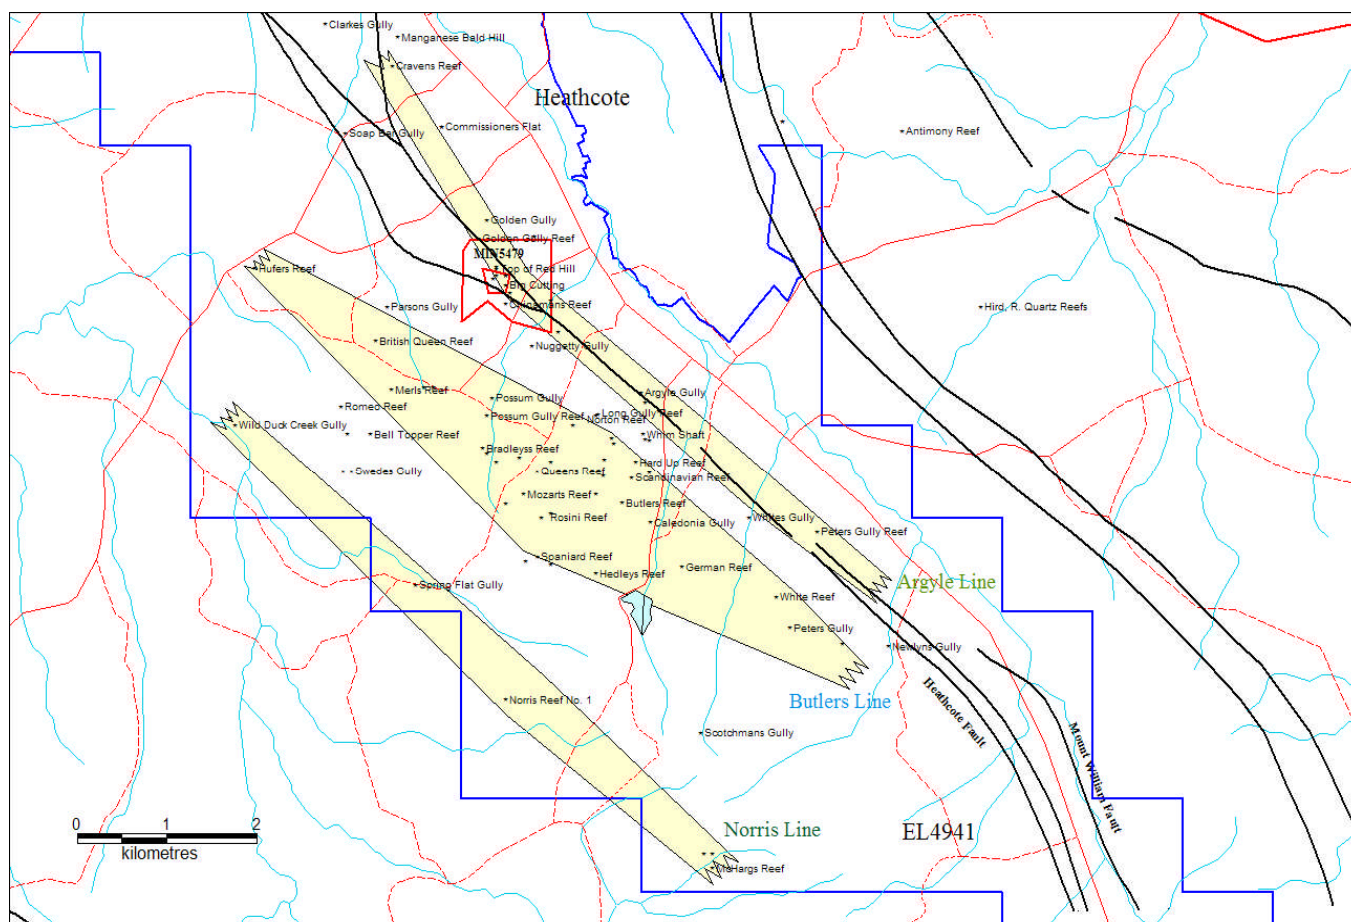 Clarkes Gully
Manganese Bald Hill
Cravens Reef
Heathcote
Commissioners Flat
Soap Bar Gully
Antimony Reef
Golden Gully
Golden Gully Reef
MIN5479
Top of Red Hill
Hufers Reef
Big Cutting
Chinamans Reef
Parsons Gully
Hird, R. Quartz Reefs
British Queen Reef
Nuggetty Gully
Merls Reef
Argyle Gully
Possum Gully
Romeo Reef
Possum Gully Reef
Long Gully Reef
Norton Reef
Wild Duck Creek Gully
Bell Topper Reef
Whim Shaft
Bradleyss Reef
Hard Up Reef
Swedes Gully
Queens Reef
Scandinavian Reef
Mozarts Reef
Butlers Reef
Rosini Reef
Caledonia Gully
Whites Gully
Peters Gully Reef
Spaniard Reef
German Reef
Hedleys Reef
Argyle Line
Spring Flat Gully
White Reef
Peters Gully
Newlyns Gully
Butlers Line
Heathcote Fault
Norris Reef No. 1
Mount William Fault
Scotchmans Gully
0 1 2
kilometres
Norris Line
EL4941
McHargs Reef